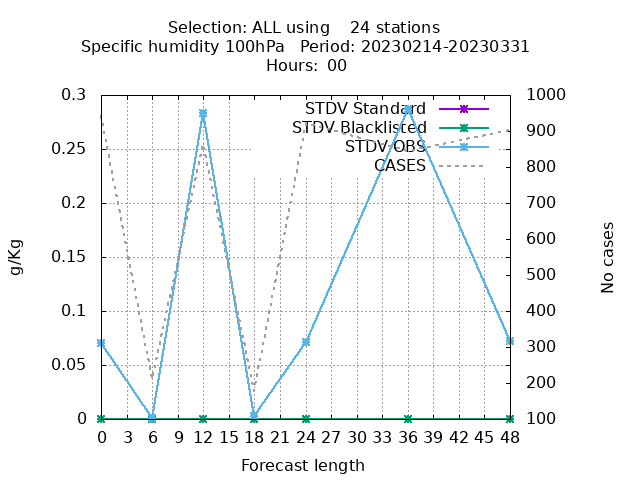 Selection: ALL using    24 stations
Specific humidity 100hPa   Period: 20230214-20230331
Hours: 00
STDV Standard
STDV Blacklisted
STDV OBS
CASES
0.3
0.25
0.2
0.15
0.1
0.05
0
g/Kg
1000
900
800
700
600
500
400
300
200
100
No cases
0 3 6 9 12 15 18 21 24 27 30 33 36 39 42 45 48
Forecast length